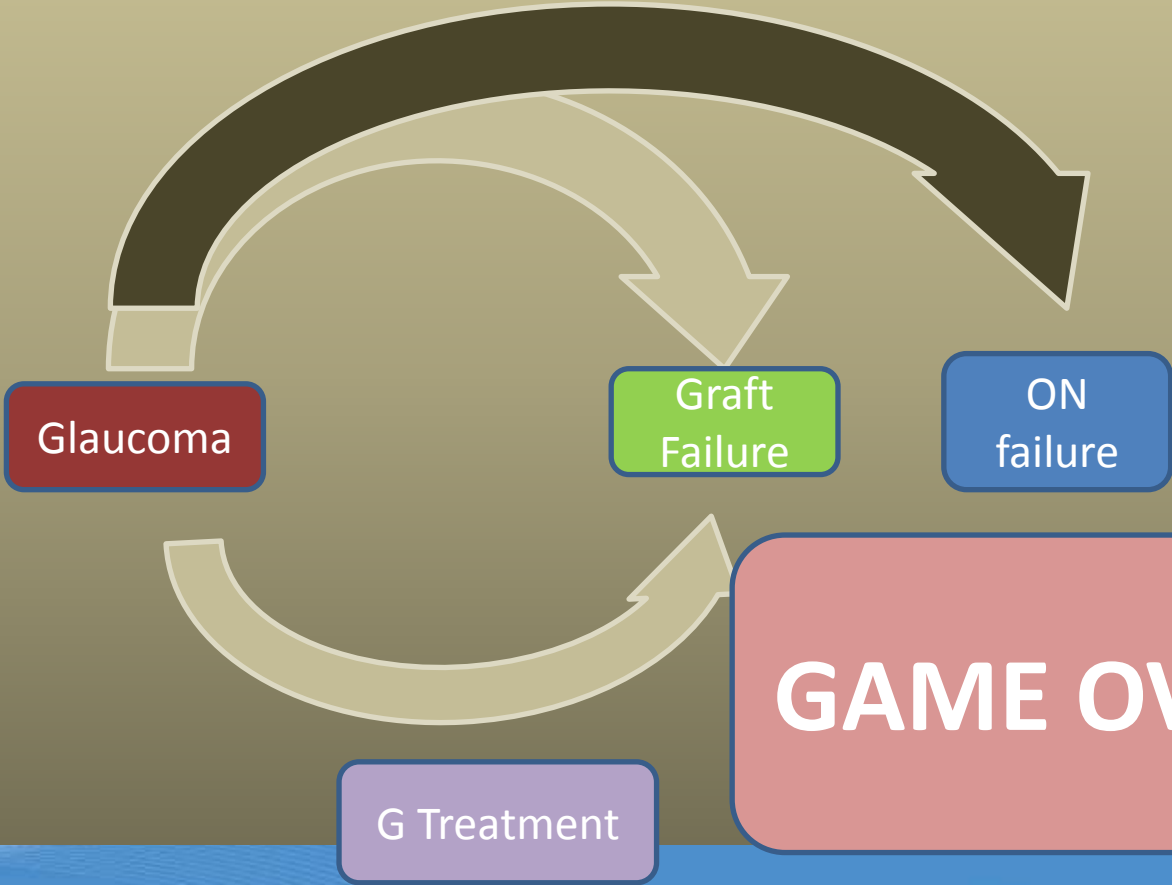 Glaucoma
Graft
Failure
ON
failure
GAME OV
G Treatment